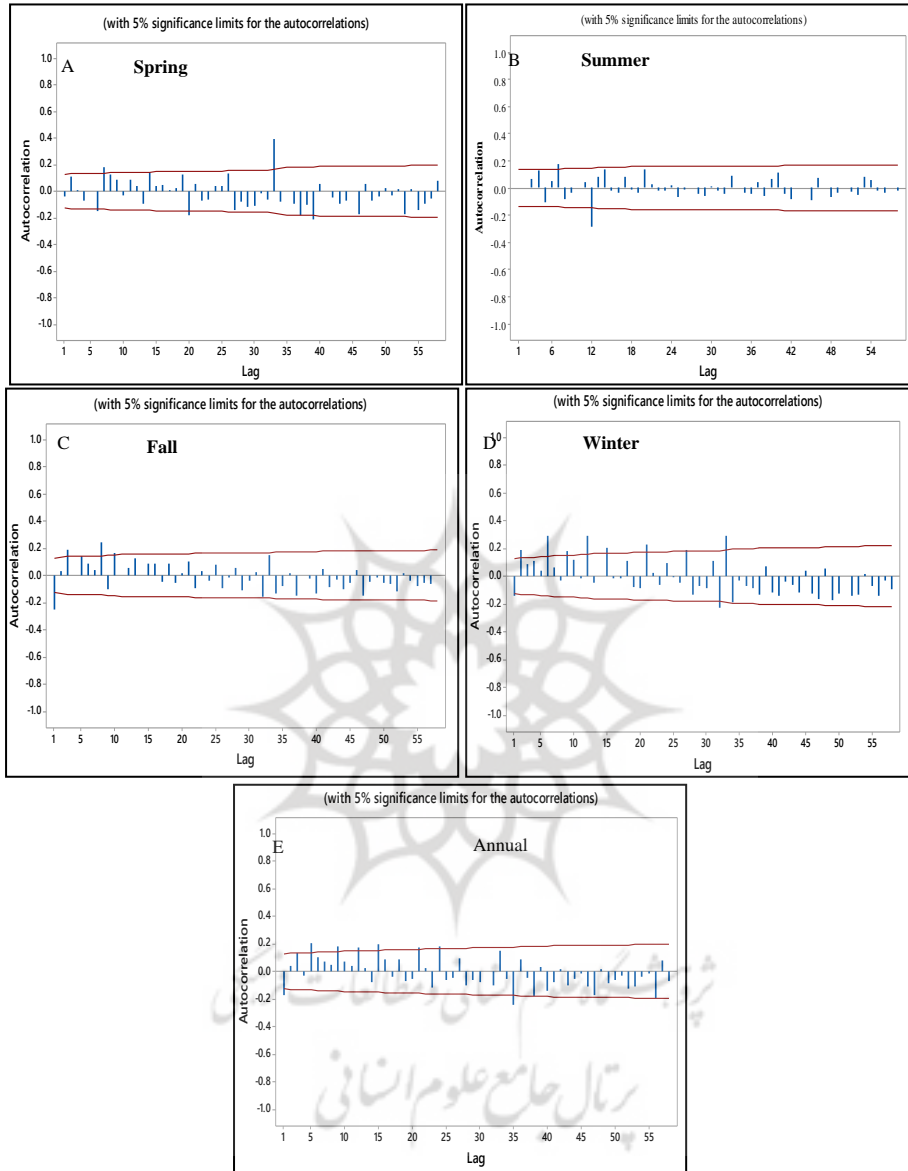 (with 5% significance limits for the autocorrelations)
A Spring
1.0
0.8
0.6
0.4
0.2
0.0
-0.2
-0.4
-0.6
-0.8
-1.0
Autocorrelation
1 5 10 15 20 25 30 35 40 45 50 55
Lag
(with 5% significance limits for the autocorrelations)
B Summer
1.0
0.8
0.6
0.4
0.2
0.0
-0.2
-0.4
-0.6
-0.8
-1.0
Autocorrelation
1 6 12 18 24 30 36 42 48 54
Lag
(with 5% significance limits for the autocorrelations)
C Fall
1.0
0.8
0.6
0.4
0.2
0.0
-0.2
-0.4
-0.6
-0.8
-1.0
Autocorrelation
1 5 10 15 20 25 30 35 40 45 50 55
Lag
(with 5% significance limits for the autocorrelations)
D Winter
1.0
0.8
0.6
0.4
0.2
0.0
-0.2
-0.4
-0.6
-0.8
-1.0
Autocorrelation
1 5 10 15 20 25 30 35 40 45 50 55
Lag
(with 5% significance limits for the autocorrelations)
E Annual
1.0
0.8
0.6
0.4
0.2
0.0
-0.2
-0.4
-0.6
-0.8
-1.0
Autocorrelation
1 5 10 15 20 25 30 35 40 45 50 55
Lag
پژوهشگاه علوم انسانی و مطالعات فرهنگی
پرتال جامع علوم انسانی